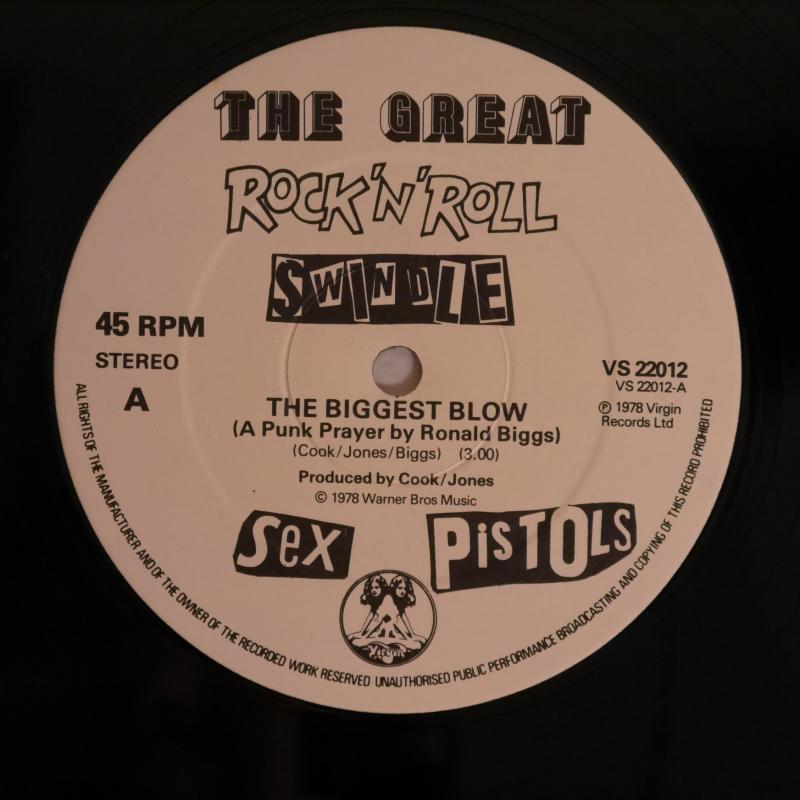 THE GREAT
ROCK 'N' ROLL
SWINDLE
45 RPM
STEREO
A
VS 22012
VS 22012-A
℗ 1978 Virgin
Records Ltd
THE BIGGEST BLOW
(A Punk Prayer by Ronald Biggs)
(Cook/Jones/Biggs) (3.00)
Produced by Cook/Jones
© 1978 Warner Bros Music
SeX PiSTOLS
Virgin
ALL RIGHTS OF THE MANUFACTURER AND OF THE OWNER OF THE RECORDED WORK RESERVED · UNAUTHORISED PUBLIC PERFORMANCE BROADCASTING AND COPYING OF THIS RECORD PROHIBITED